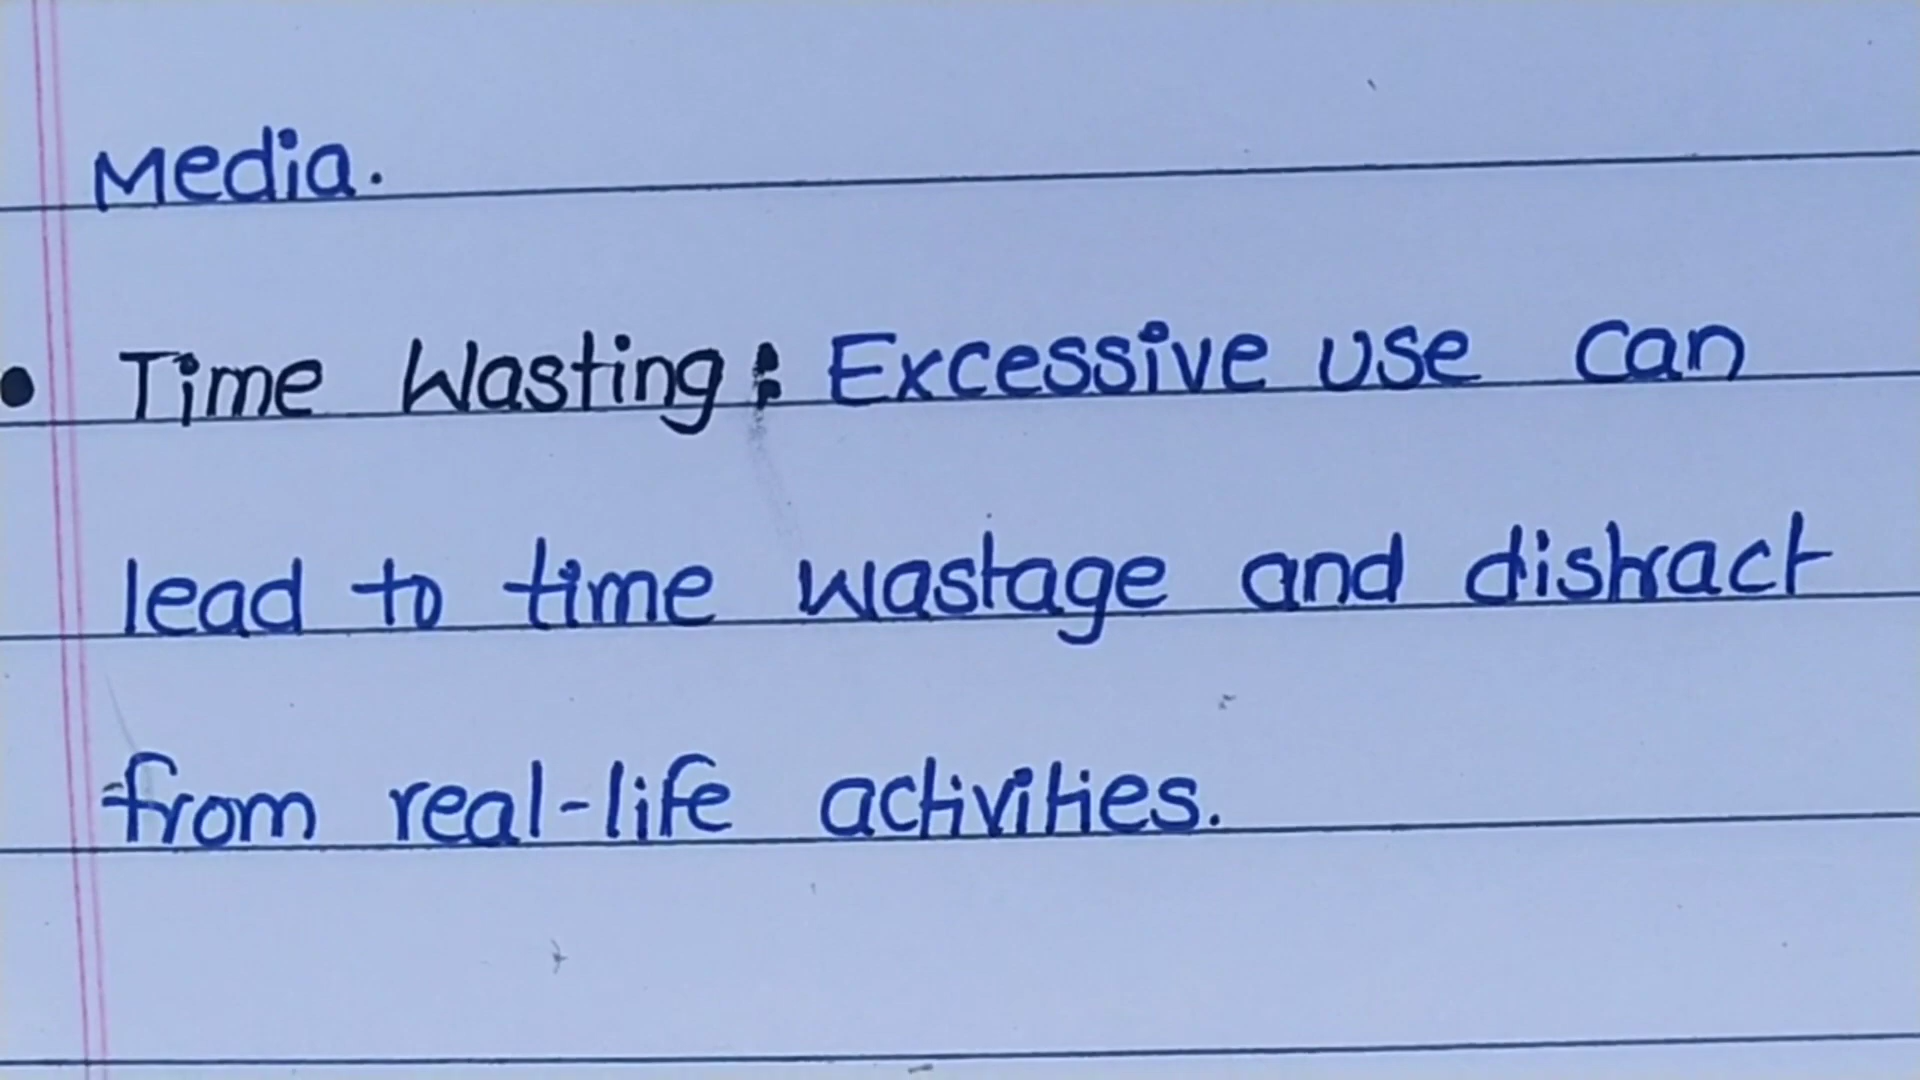 Media.
• Time Wasting: Excessive use can
lead to time wastage and distract
from real-life activities.